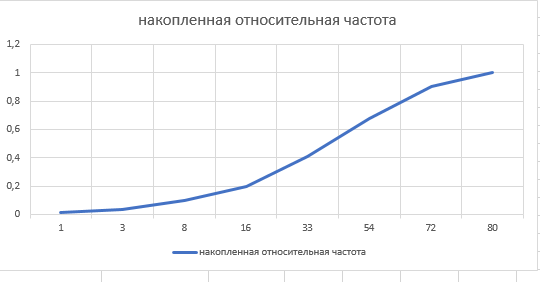 накопленная относительная частота
1,2
1
0,8
0,6
0,4
0,2
0
1 3 8 16 33 54 72 80
накопленная относительная частота